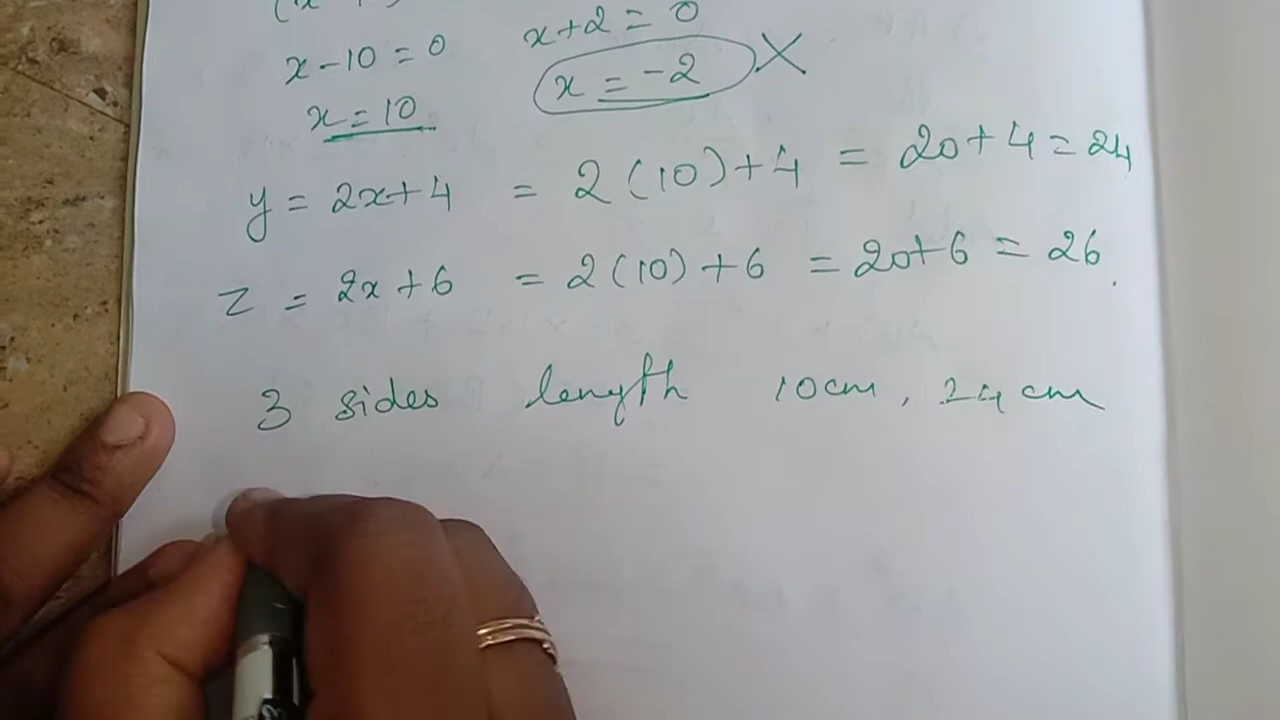 x-10=0 x+2=0
x=10 x=-2 X
y=2x+4 = 2(10)+4 = 20+4=24
z=2x+6 = 2(10)+6 =20+6=26.
3 sides length 10cm, 24cm